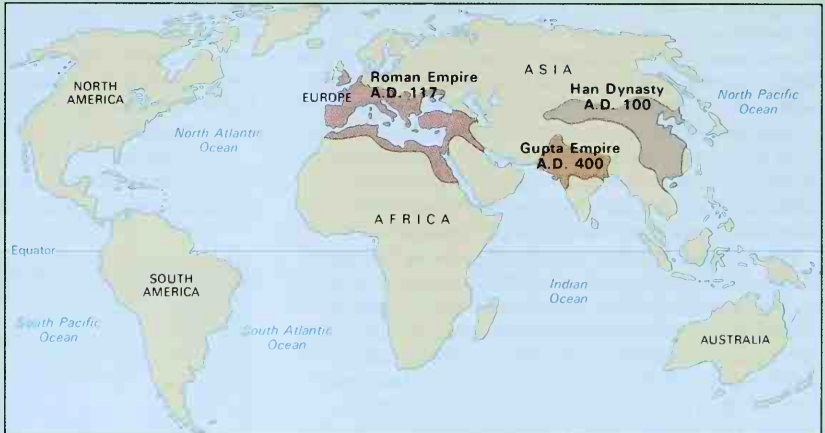 NORTH
AMERICA
North Atlantic
Ocean
EUROPE
Roman Empire
A.D. 117
ASIA
Han Dynasty
A.D. 100
North Pacific
Ocean
Gupta Empire
A.D. 400
AFRICA
Equator
SOUTH
AMERICA
Indian
Ocean
South Pacific
Ocean
South Atlantic
Ocean
AUSTRALIA